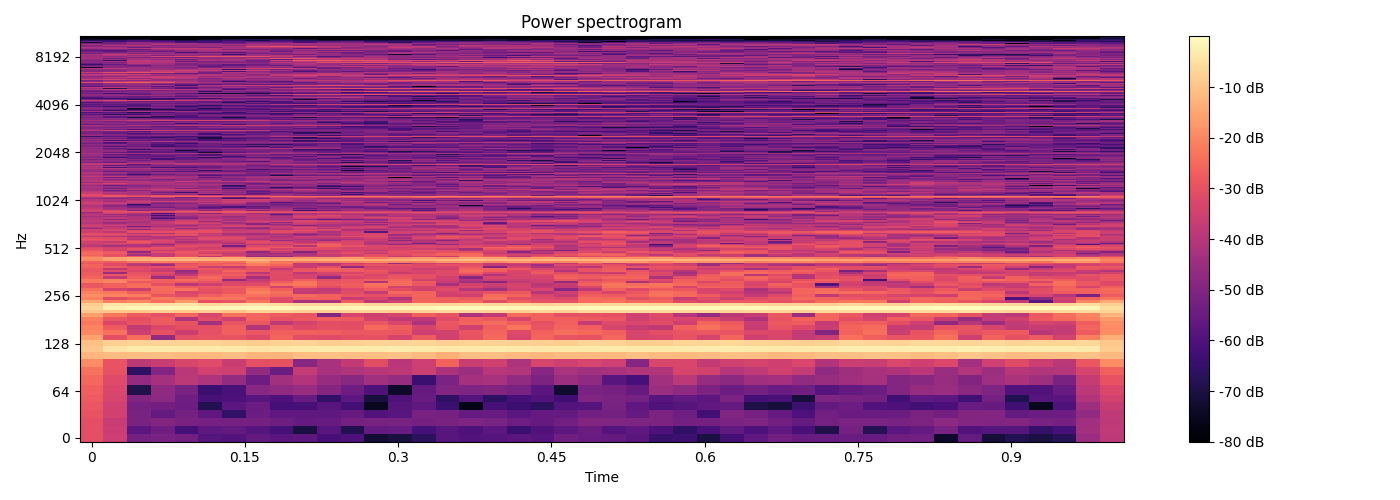 Power spectrogram
Hz
8192
4096
2048
1024
512
256
128
64
0
0 0.15 0.3 0.45 0.6 0.75 0.9
Time
-10 dB
-20 dB
-30 dB
-40 dB
-50 dB
-60 dB
-70 dB
-80 dB